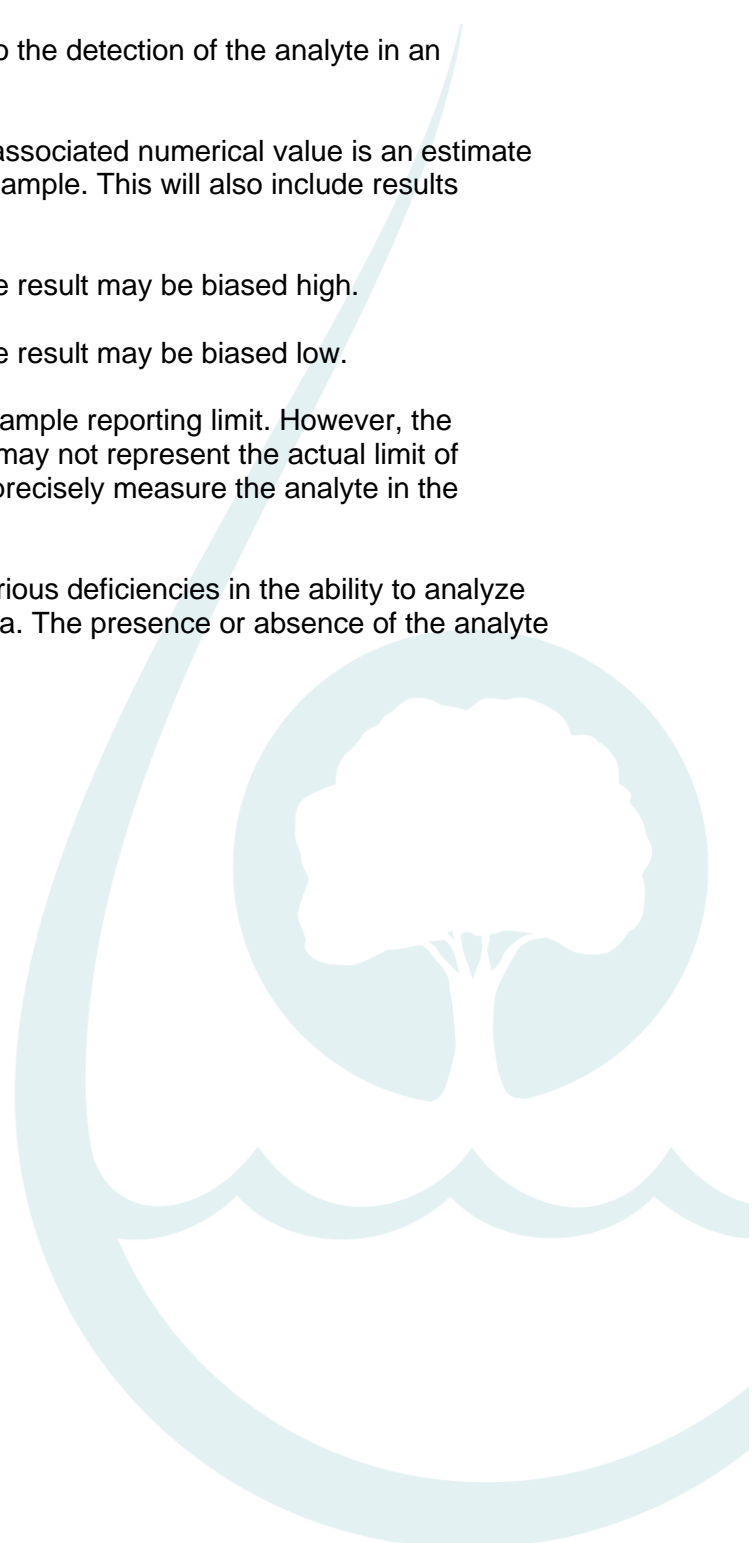 the detection of the analyte in an
associated numerical value is an estimate
ample. This will also include results
result may be biased high.
result may be biased low.
ample reporting limit. However, the
may not represent the actual limit of
precisely measure the analyte in the
rious deficiencies in the ability to analyze
a. The presence or absence of the analyte